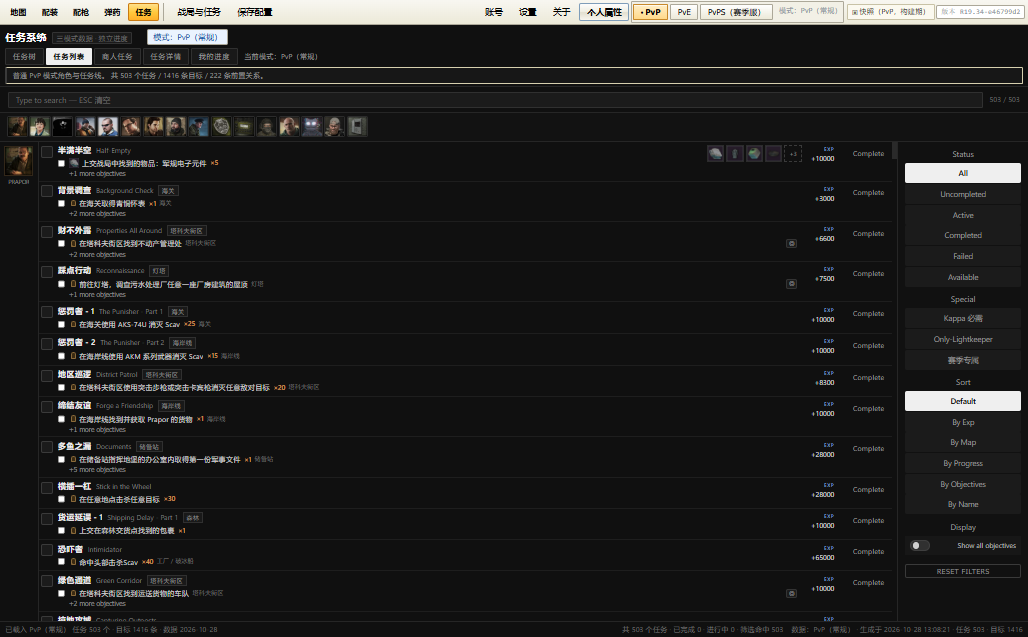 地图 配装 配枪 弹药 任务 战局与任务 保存配置 账号 设置 关于 个人属性 • PvP PvE PvPS（赛季服） 模式：PvP（常规） 快照（PvP，构建期） 版本 R19.34-e46799d2
任务系统 三模式数据 · 独立进度 模式：PvP（常规）
任务树 任务列表 商人任务 任务详情 我的进度 当前模式：PvP（常规）
普通 PvP 模式角色与任务线。 共 503 个任务 / 1416 条目标 / 222 条前置关系。
Type to search — ESC 清空 503 / 503
PRAPOR
半满半空 Half Empty
上交战局中找到的物品：军规电子元件 ×5
+1 more objectives
+3
EXP
+10000
Complete
背景调查 Background Check 海关
在海关取得青铜怀表 ×1 海关
+2 more objectives
EXP
+3000
Complete
财不外露 Properties All Around 塔科夫街区
在塔科夫街区找到不动产管理处 塔科夫街区
+2 more objectives
EXP
+6600
Complete
踩点行动 Reconnaissance 灯塔
前往灯塔，调查污水处理厂任意一座厂房建筑的屋顶 灯塔
+1 more objectives
EXP
+7500
Complete
惩罚者 - 1 The Punisher · Part 1 海关
在海关使用 AKS-74U 消灭 Scav ×25 海关
EXP
+10000
Complete
惩罚者 - 2 The Punisher · Part 2 海岸线
在海岸线使用 AKM 系列武器消灭 Scav ×15 海岸线
EXP
+10000
Complete
地区巡逻 District Patrol 塔科夫街区
在塔科夫街区使用突击步枪或突击卡宾枪消灭任意敌对目标 ×20 塔科夫街区
EXP
+8300
Complete
缔结友谊 Forge a Friendship 海岸线
在海岸线找到并获取 Prapor 的货物 ×1 海岸线
+1 more objectives
EXP
+10000
Complete
多鱼之漏 Documents 储备站
在储备站指挥地堡的办公室内取得第一份军事文件 ×1 储备站
+5 more objectives
EXP
+28000
Complete
横插一杠 Stick in the Wheel
在任意地点击杀任意目标 ×30
EXP
+28000
Complete
货运延误 - 1 Shipping Delay · Part 1 森林
上交在森林交货点找到的包裹 ×1
EXP
+10000
Complete
恐吓者 Intimidator
命中头部击杀Scav ×40
EXP
+65000
Complete
绿色通道 Green Corridor 塔科夫街区
在塔科夫街区找到运送货物的车队 塔科夫街区
+2 more objectives
EXP
+10000
Complete
Capturing Outposts
Status
All
Uncompleted
Active
Completed
Failed
Available
Special
Kappa 必需
Only-Lightkeeper
赛季专属
Sort
Default
By Exp
By Map
By Progress
By Objectives
By Name
Display
Show all objectives
RESET FILTERS
已载入 PvP（常规） 任务 503 个 · 目标 1416 条 · 数据 2026-10-28 共 503 个任务 · 已完成 0 · 进行中 0 · 筛选命中 503 数据：PvP（常规） · 生成于 2026-10-28 13:08:21 · 任务 503 · 目标 1416